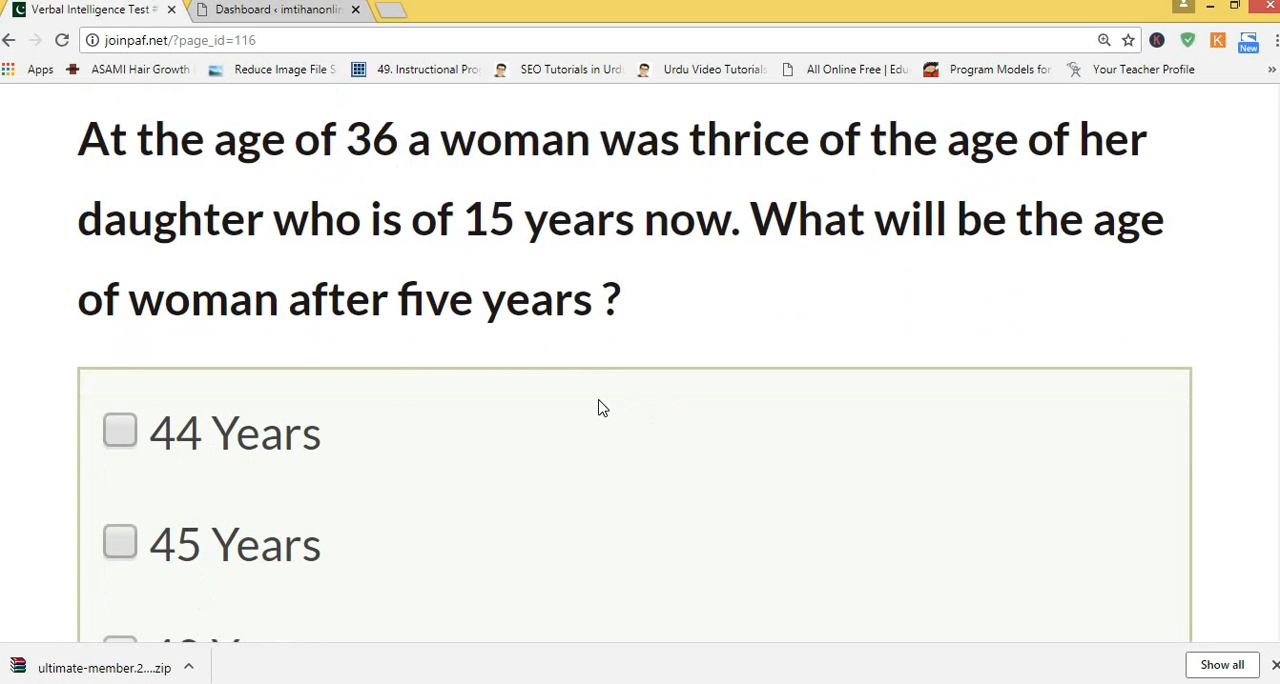 Verbal Intelligence Test
Dashboard ‹ imtihanonlin
joinpaf.net/?page_id=116
Apps ASAMI Hair Growth Reduce Image File S 49. Instructional Pro SEO Tutorials in Urd Urdu Video Tutorials All Online Free | Edu Program Models for Your Teacher Profile »
New
At the age of 36 a woman was thrice of the age of her
daughter who is of 15 years now. What will be the age
of woman after five years ?
44 Years
45 Years
ultimate-member.2....zip
Show all